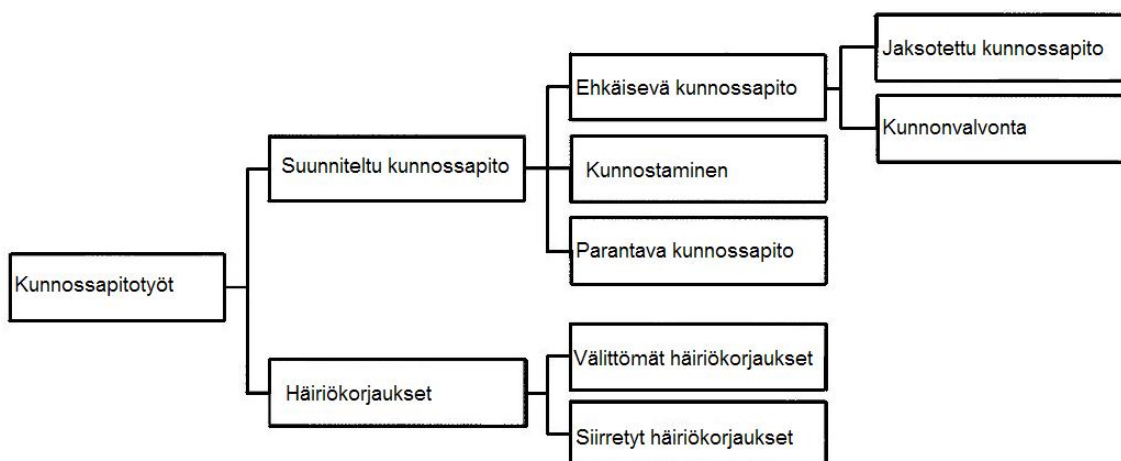 Jaksotettu kunnossapito
Ehkäisevä kunnossapito
Kunnonvalvonta
Suunniteltu kunnossapito
Kunnostaminen
Parantava kunnossapito
Kunnossapitotyöt
Välittömät häiriökorjaukset
Häiriökorjaukset
Siirretyt häiriökorjaukset